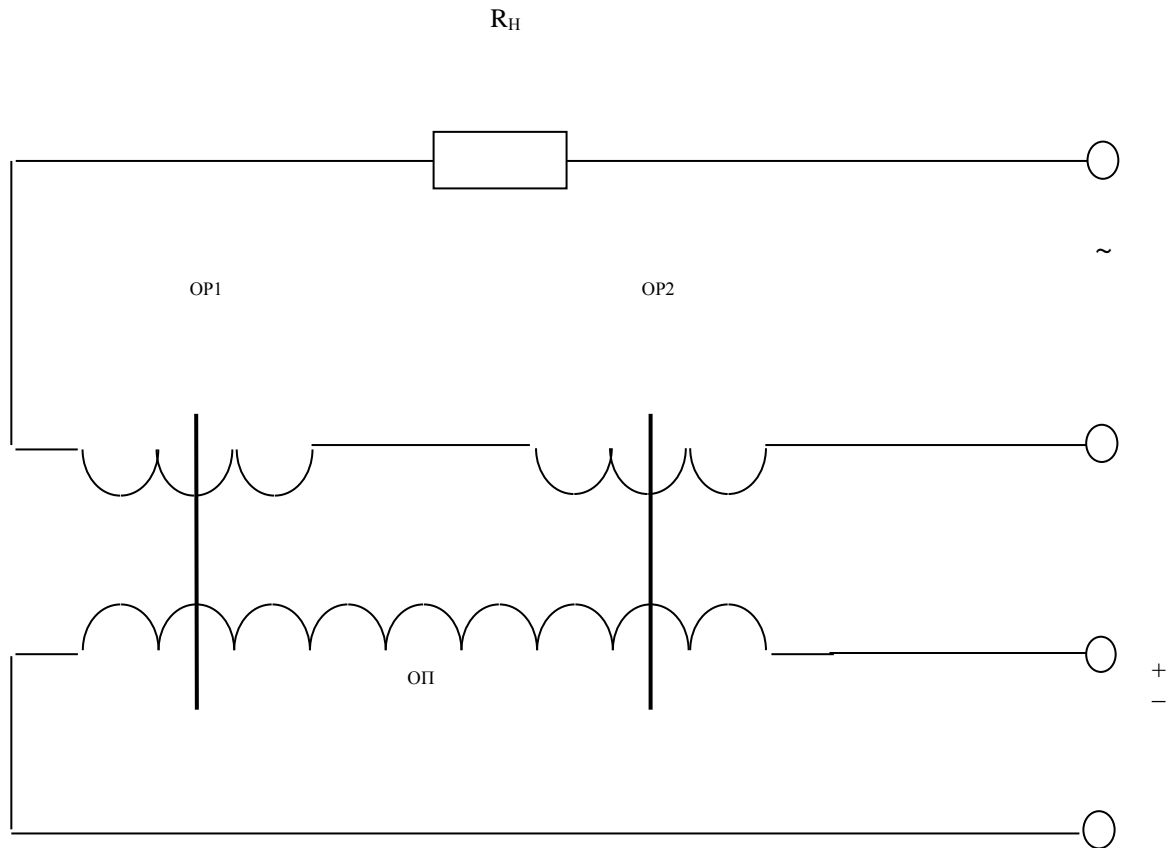 Rн
~
ОР1
ОР2
ОП
+
–